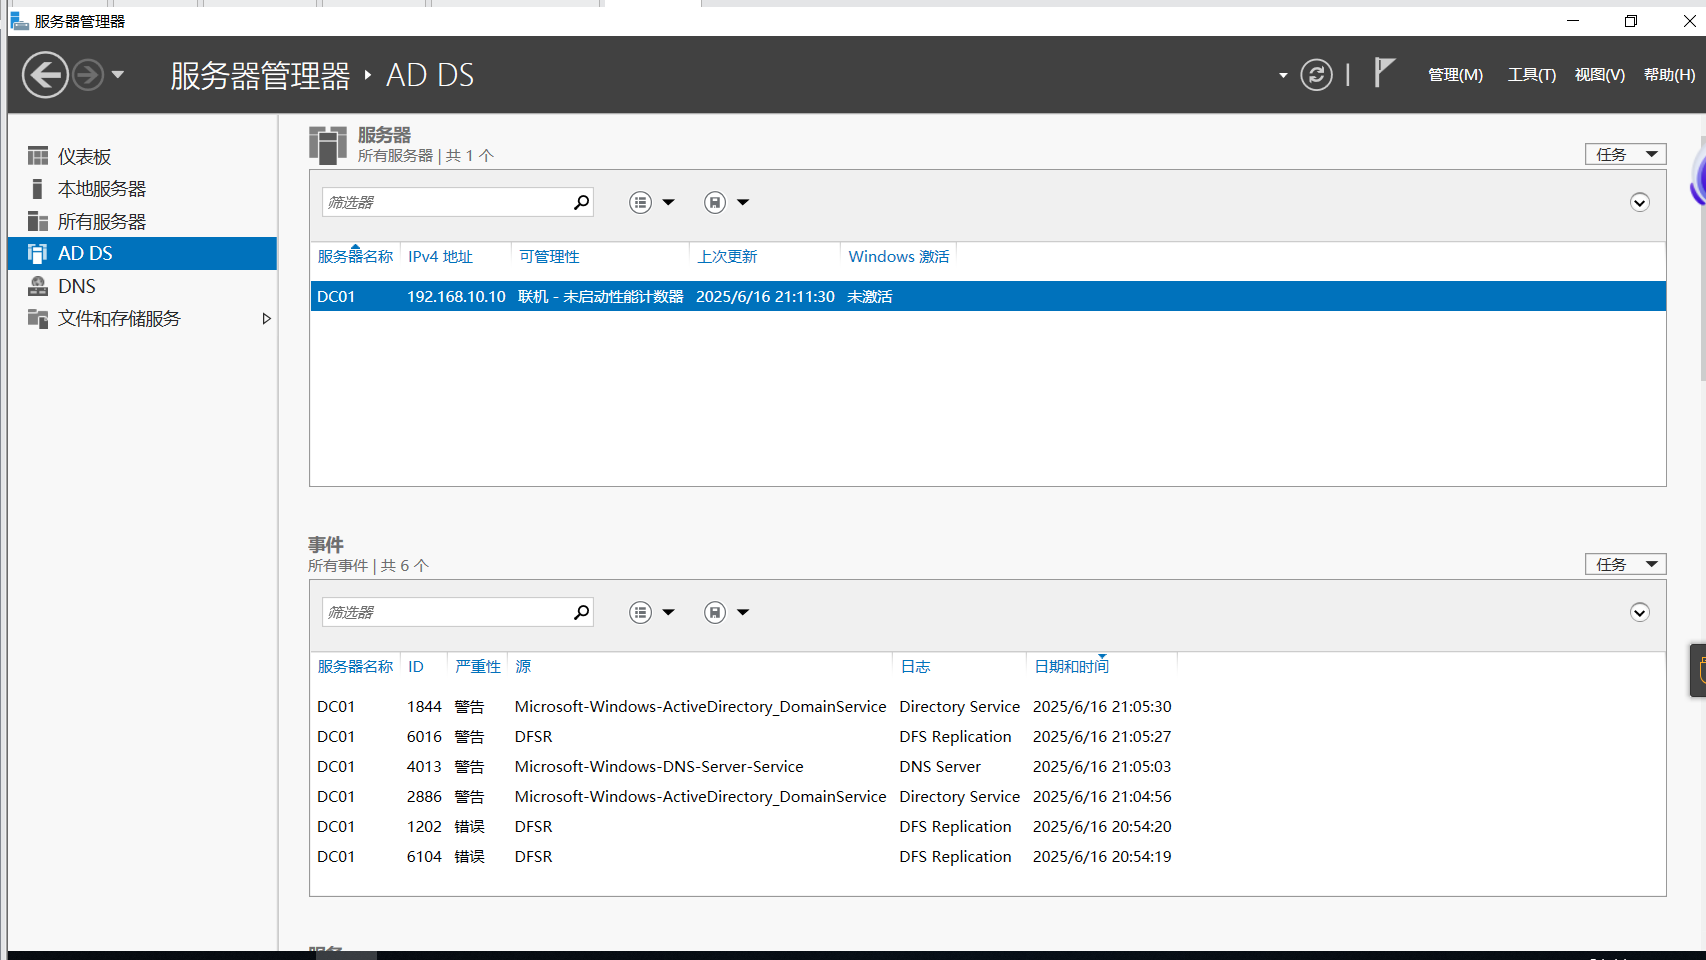 服务器管理器
服务器管理器 AD DS
管理(M) 工具(T) 视图(V) 帮助(H)
仪表板
本地服务器
所有服务器
AD DS
DNS
文件和存储服务
服务器
所有服务器 | 共 1 个
任务
筛选器
服务器名称 IPv4 地址 可管理性 上次更新 Windows 激活
DC01 192.168.10.10 联机 - 未启动性能计数器 2025/6/16 21:11:30 未激活
事件
所有事件 | 共 6 个
任务
筛选器
服务器名称 ID 严重性 源 日志 日期和时间
DC01 1844 警告 Microsoft-Windows-ActiveDirectory_DomainService Directory Service 2025/6/16 21:05:30
DC01 6016 警告 DFSR DFS Replication 2025/6/16 21:05:27
DC01 4013 警告 Microsoft-Windows-DNS-Server-Service DNS Server 2025/6/16 21:05:03
DC01 2886 警告 Microsoft-Windows-ActiveDirectory_DomainService Directory Service 2025/6/16 21:04:56
DC01 1202 错误 DFSR DFS Replication 2025/6/16 20:54:20
DC01 6104 错误 DFSR DFS Replication 2025/6/16 20:54:19